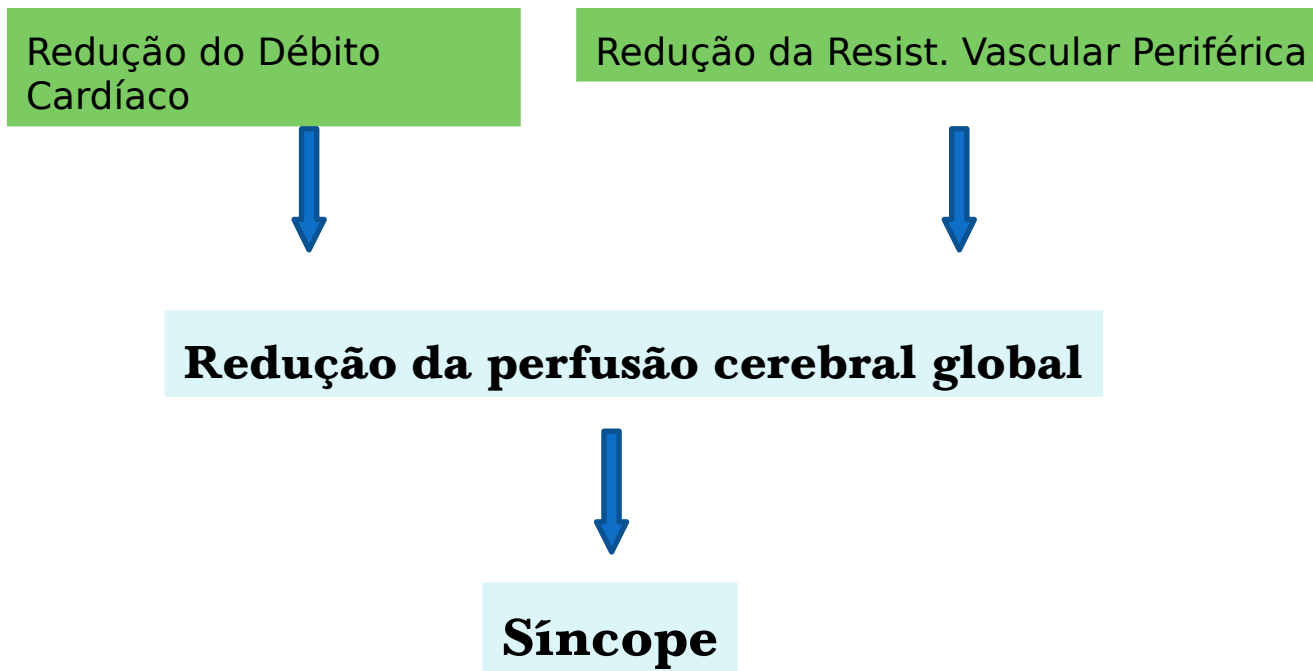 Redução do Débito
Cardíaco
Redução da Resist. Vascular Periférica
Redução da perfusão cerebral global
Síncope